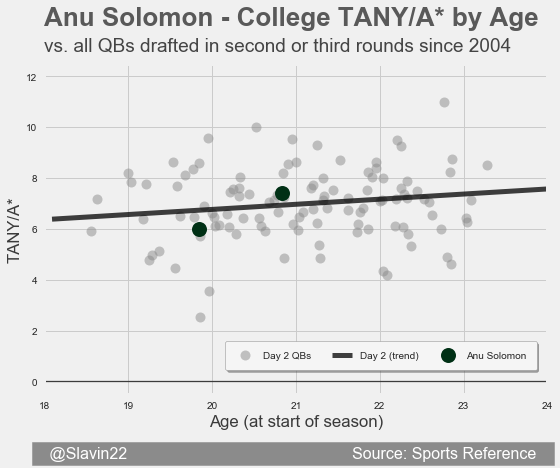 Anu Solomon - College TANY/A* by Age
vs. all QBs drafted in second or third rounds since 2004
12
10
8
6
4
2
0
TANY/A*
Day 2 QBs
Day 2 (trend)
Anu Solomon
18
19
20
21
22
23
24
Age (at start of season)
@Slavin22
Source: Sports Reference